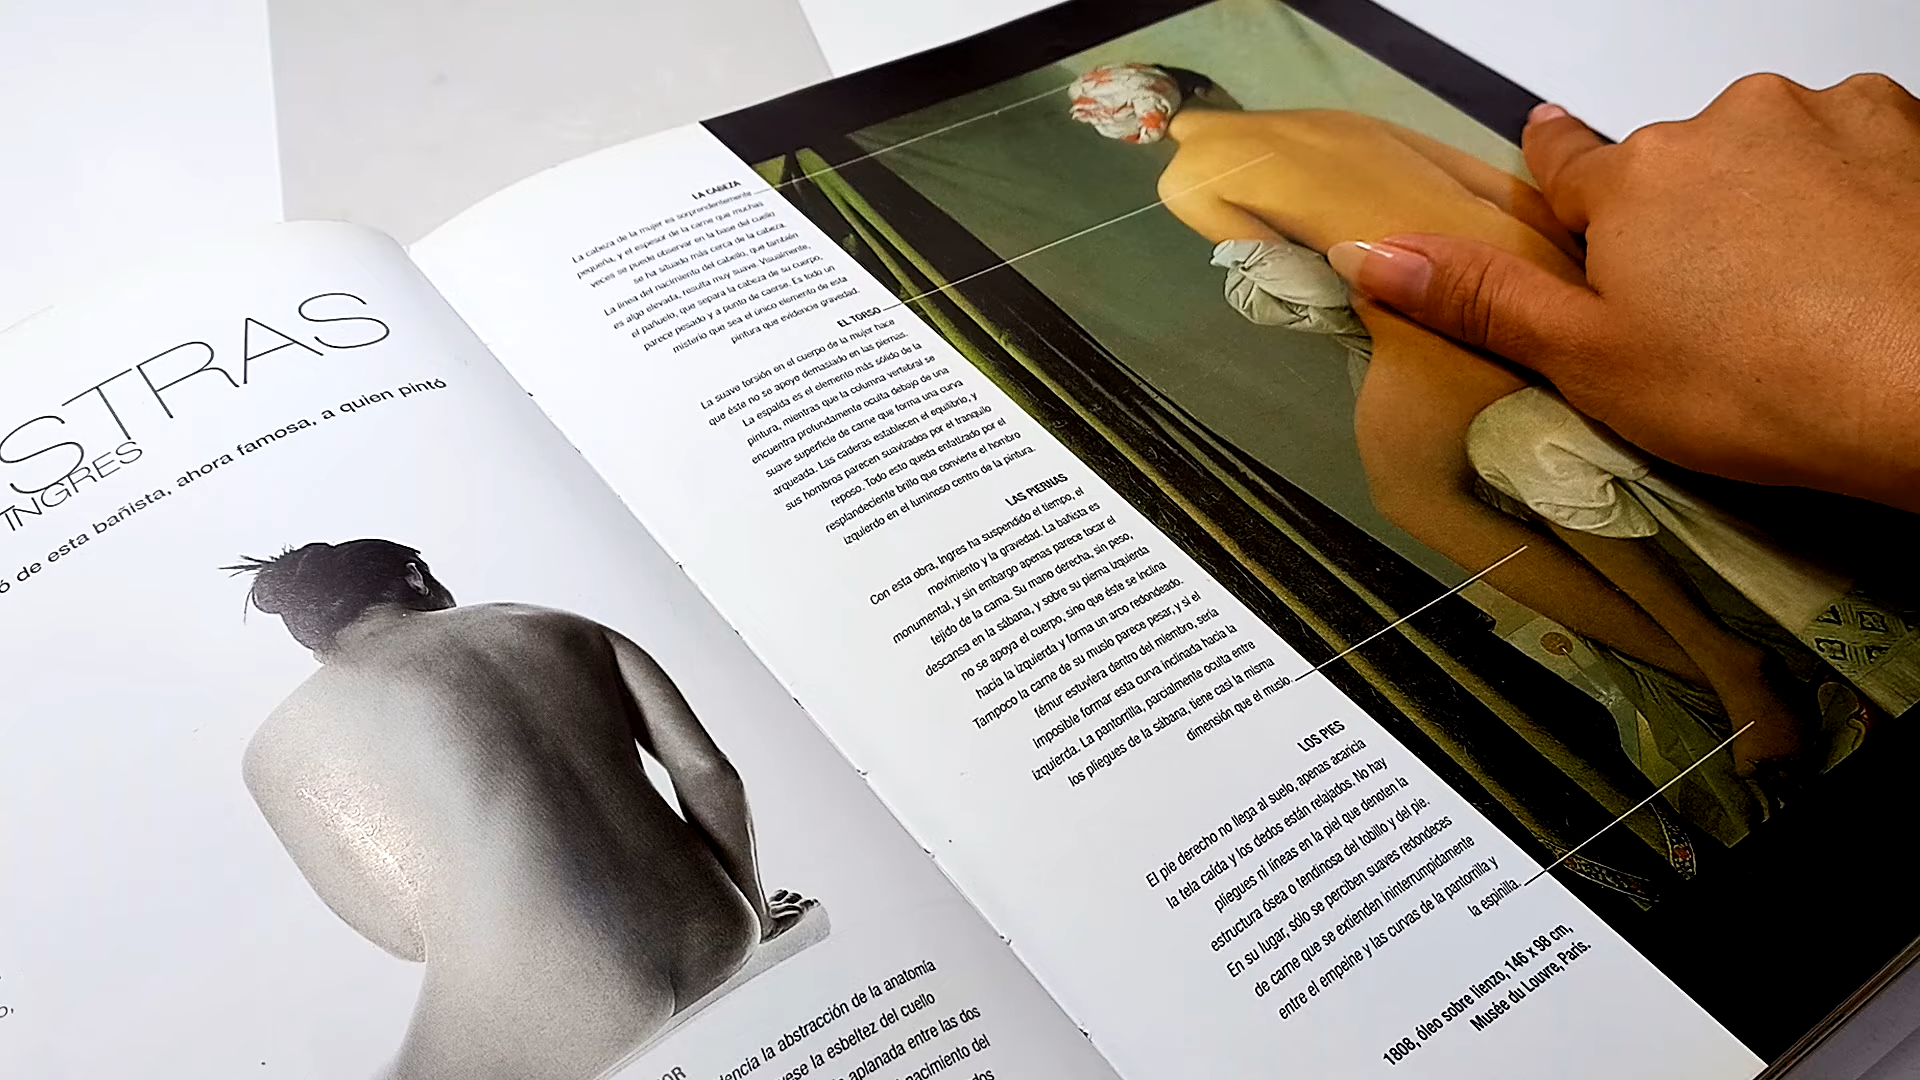 STRAS
INGRES
ó de esta bañista, ahora famosa, a quien pintó
dencia la abstracción de la anatomía
vese la esbeltez del cuello
aplanada entre las dos
nacimiento del
dos
OR
LA CABEZA
La cabeza de la mujer es sorprendentemente
pequeña, y el espesor de la carne que muchas
veces se puede observar en la base del cuello
se ha situado más cerca de la cabeza.
La línea del nacimiento del cabello, que también
es algo elevada, resulta muy suave. Visualmente,
el pañuelo, que separa la cabeza de su cuerpo,
parece pesado y a punto de caerse. Es todo un
misterio que sea el único elemento de esta
pintura que evidencie gravedad.
EL TORSO
La suave torsión en el cuerpo de la mujer hace
que éste no se apoye demasiado en las piernas.
La espalda es el elemento más sólido de la
pintura, mientras que la columna vertebral se
encuentra profundamente oculta debajo de una
suave superficie de carne que forma una curva
arqueada. Las caderas establecen el equilibrio, y
sus hombros parecen suavizados por el tranquilo
reposo. Todo esto queda enfatizado por el
resplandeciente brillo que convierte el hombro
izquierdo en el luminoso centro de la pintura.
LAS PIERNAS
Con esta obra, Ingres ha suspendido el tiempo, el
movimiento y la gravedad. La bañista es
monumental, y sin embargo apenas parece tocar el
tejido de la cama. Su mano derecha, sin peso,
descansa en la sábana, y sobre su pierna izquierda
no se apoya el cuerpo, sino que éste se inclina
hacia la izquierda y forma un arco redondeado.
Tampoco la carne de su muslo parece pesar, y si el
fémur estuviera dentro del miembro, sería
imposible formar esta curva inclinada hacia la
izquierda. La pantorrilla, parcialmente oculta entre
los pliegues de la sábana, tiene casi la misma
dimensión que el muslo.
LOS PIES
El pie derecho no llega al suelo, apenas acaricia
la tela caída y los dedos están relajados. No hay
pliegues ni líneas en la piel que denoten la
estructura ósea o tendinosa del tobillo y del pie.
En su lugar, sólo se perciben suaves redondeces
de carne que se extienden ininterrumpidamente
entre el empeine y las curvas de la pantorrilla y
la espinilla.
1808, óleo sobre lienzo, 146 x 98 cm,
Musée du Louvre, Paris.